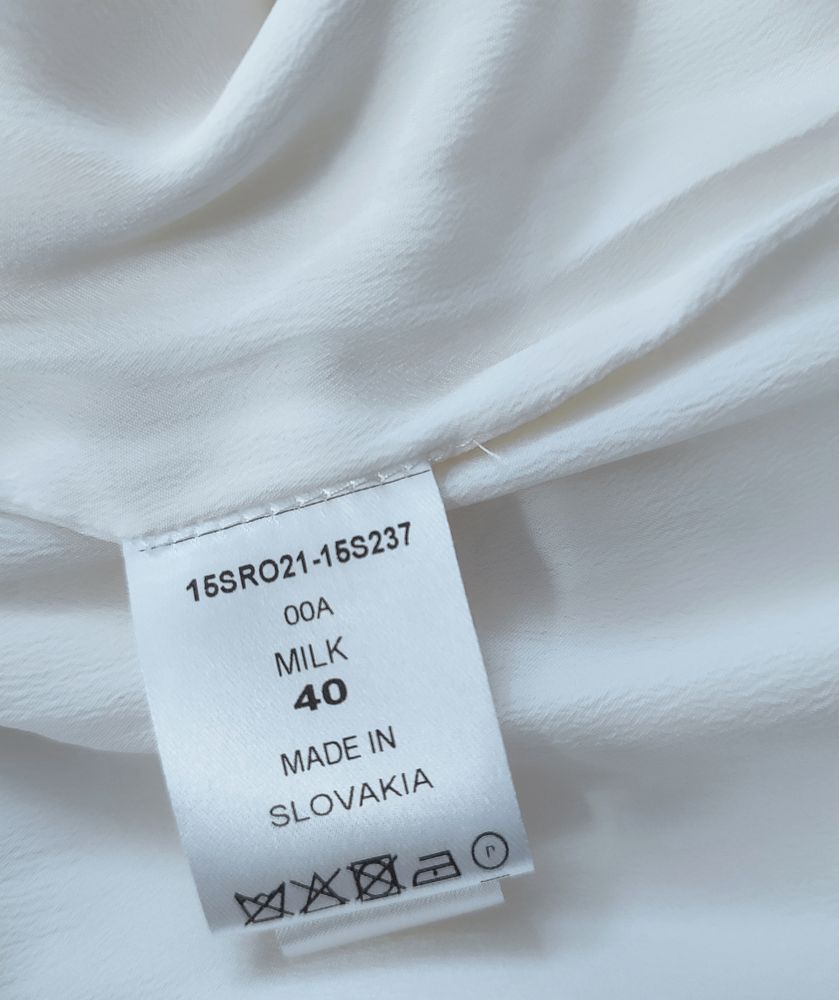 15SRO21-15S237
00A
MILK
40
MADE IN
SLOVAKIA
P